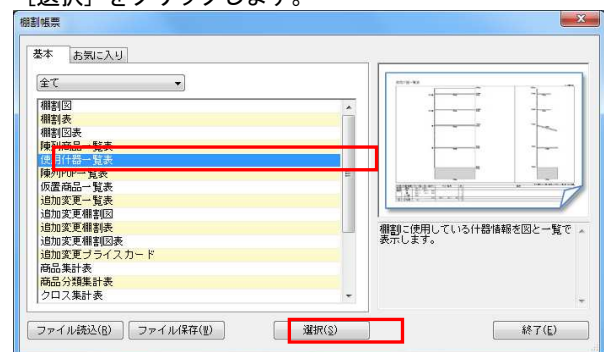 ［選択］をクリックします。
棚割帳票
基本 お気に入り
全て
棚割図
棚割表
棚割図表
陳列商品一覧表
使用什器一覧表
陳列POP一覧表
仮置商品一覧表
追加変更一覧表
追加変更棚割図
追加変更棚割表
追加変更棚割図表
追加変更プライスカード
商品集計表
商品分類集計表
クロス集計表
棚割に使用している什器情報を図と一覧で
表示します。
ファイル読込(R) ファイル保存(W) 選択(S) 終了(E)